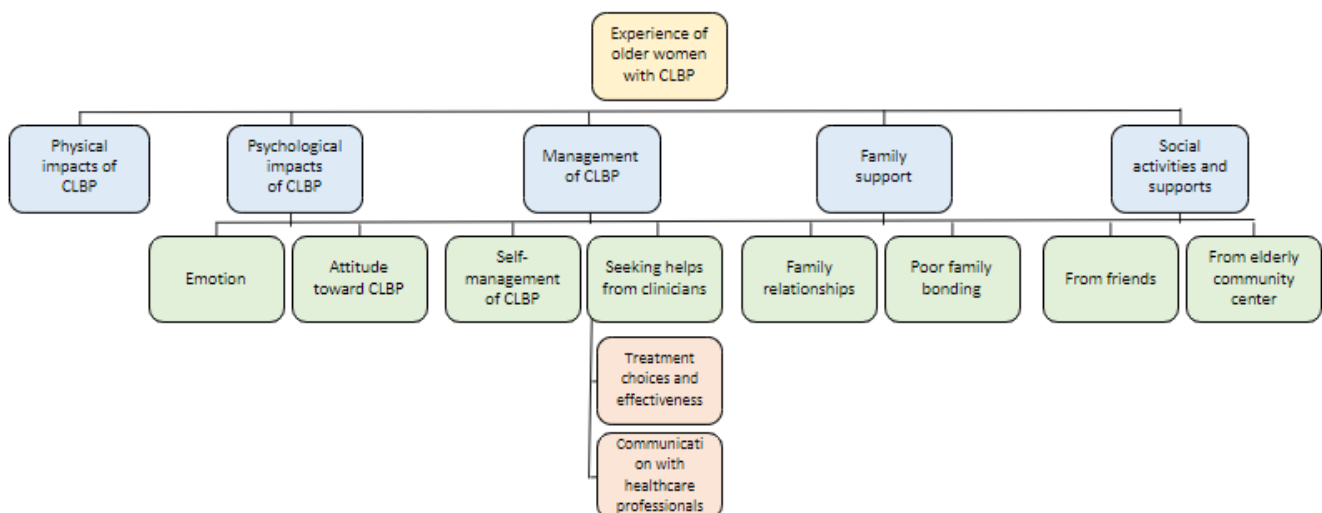 Experience of
older women
with CLBP
Physical
impacts of
CLBP
Psychological
impacts
of CLBP
Management
of CLBP
Family
support
Social
activities and
supports
Emotion
Attitude
toward CLBP
Self-
management
of CLBP
Seeking helps
from clinicians
Family
relationships
Poor family
bonding
From friends
From elderly
community
center
Treatment
choices and
effectiveness
Communicati
on with
healthcare
professionals